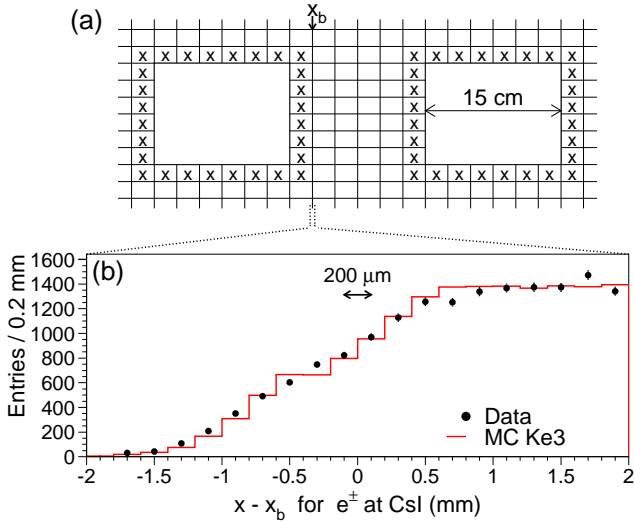 (a)
x_b
x x x x x x x x x x x x x x x x
x x x x
x x x x
15 cm
x x x x
x x x x
x x x x
x x x x
x x x x x x x x x x x x x x x x
(b)
200 μm
Entries / 0.2 mm
1600
1400
1200
1000
800
600
400
200
0
Data
MC Ke3
-2 -1.5 -1 -0.5 0 0.5 1 1.5 2
x - x_b for e± at CsI (mm)